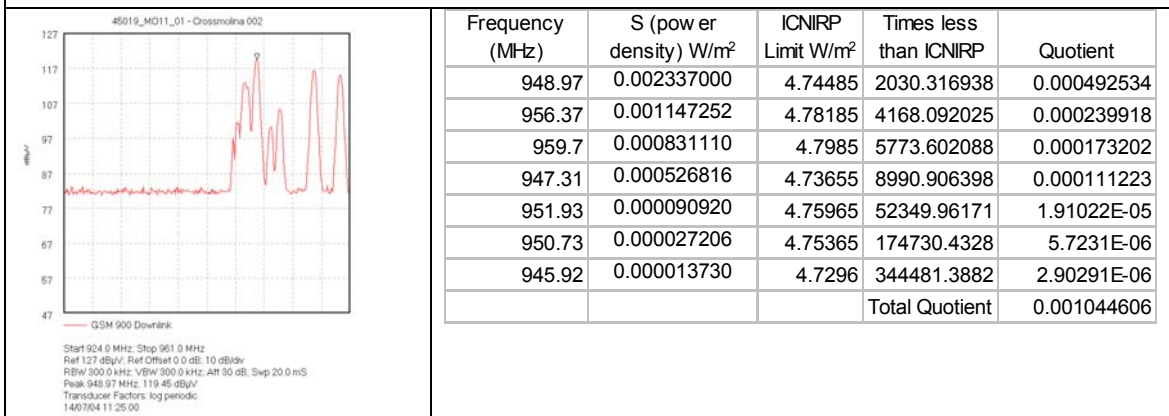 45019_MO11_01 - Crossmolina 002
127
117
107
97
87
77
67
57
47
dBµV
GSM 900 Downlink
Start 924.0 MHz; Stop 961.0 MHz
Ref 127 dBµV; Ref Offset 0.0 dB; 10 dB/div
RBW 300.0 kHz; VBW 300.0 kHz; Att 30 dB; Swp 20.0 mS
Peak 948.97 MHz, 119.45 dBµV
Transducer Factors: log periodic
14/07/04 11:25:00
Frequency (MHz) S (power density) W/m² ICNIRP Limit W/m² Times less than ICNIRP Quotient
948.97 0.002337000 4.74485 2030.316938 0.000492534
956.37 0.001147252 4.78185 4168.092025 0.000239918
959.7 0.000831110 4.7985 5773.602088 0.000173202
947.31 0.000526816 4.73655 8990.906398 0.000111223
951.93 0.000090920 4.75965 52349.96171 1.91022E-05
950.73 0.000027206 4.75365 174730.4328 5.7231E-06
945.92 0.000013730 4.7296 344481.3882 2.90291E-06
Total Quotient 0.001044606